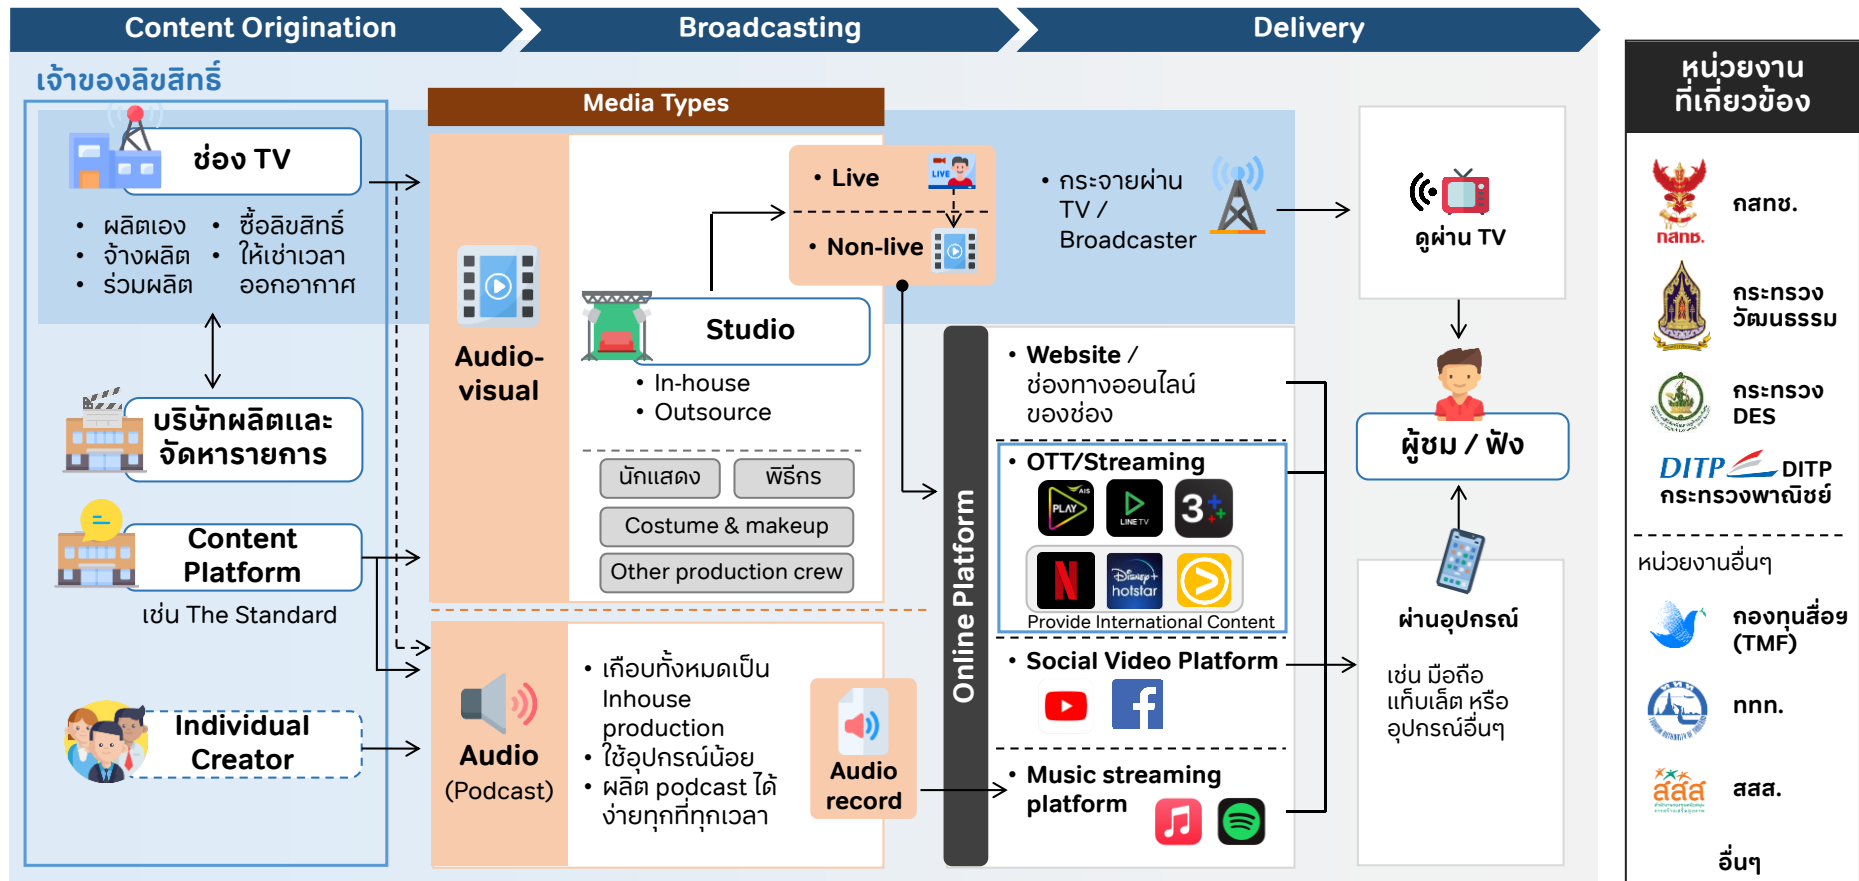 Content Origination
Broadcasting
Delivery
เจ้าของลิขสิทธิ์
ช่อง TV
• ผลิตเอง
• จ้างผลิต
• ร่วมผลิต
• ซื้อลิขสิทธิ์
• ให้เช่าเวลา
ออกอากาศ
บริษัทผลิตและ
จัดหารายการ
Content
Platform
เช่น The Standard
Individual
Creator
Media Types
Audio-
visual
• Live
LIVE
• Non-live
Studio
• In-house
• Outsource
นักแสดง
พิธีกร
Costume & makeup
Other production crew
Audio
(Podcast)
• เกือบทั้งหมดเป็น
Inhouse
production
• ใช้อุปกรณ์น้อย
• ผลิต podcast ได้
ง่ายทุกที่ทุกเวลา
Audio
record
• กระจายผ่าน
TV /
Broadcaster
Online Platform
• Website /
ช่องทางออนไลน์
ของช่อง
• OTT/Streaming
AIS
PLAY
LINE TV
3
N
Disney+
hotstar
Provide International Content
• Social Video Platform
• Music streaming
platform
ดูผ่าน TV
ผู้ชม / ฟัง
ผ่านอุปกรณ์
เช่น มือถือ
แท็บเล็ต หรือ
อุปกรณ์อื่นๆ
หน่วยงาน
ที่เกี่ยวข้อง
กสทช.
กสทช.
กระทรวง
วัฒนธรรม
กระทรวง
DES
DITP
DITP
กระทรวงพาณิชย์
หน่วยงานอื่นๆ
กองทุนสื่อฯ
(TMF)
ททท.
สสส
สสส.
อื่นๆ